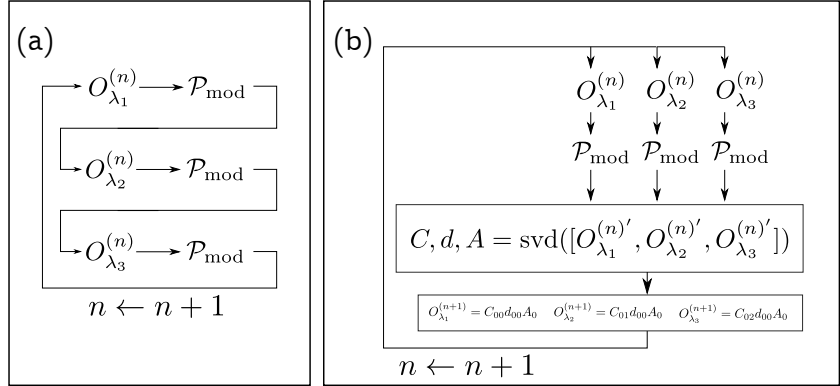 (a)
O_{λ_1}^{(n)} → 𝒫_mod
O_{λ_2}^{(n)} → 𝒫_mod
O_{λ_3}^{(n)} → 𝒫_mod
n ← n + 1
(b)
O_{λ_1}^{(n)} O_{λ_2}^{(n)} O_{λ_3}^{(n)}
𝒫_mod 𝒫_mod 𝒫_mod
C, d, A = svd([O_{λ_1}^{(n)′}, O_{λ_2}^{(n)′}, O_{λ_3}^{(n)′}])
O_{λ_1}^{(n+1)} = C_{00}d_{00}A_0 O_{λ_2}^{(n+1)} = C_{01}d_{00}A_0 O_{λ_3}^{(n+1)} = C_{02}d_{00}A_0
n ← n + 1